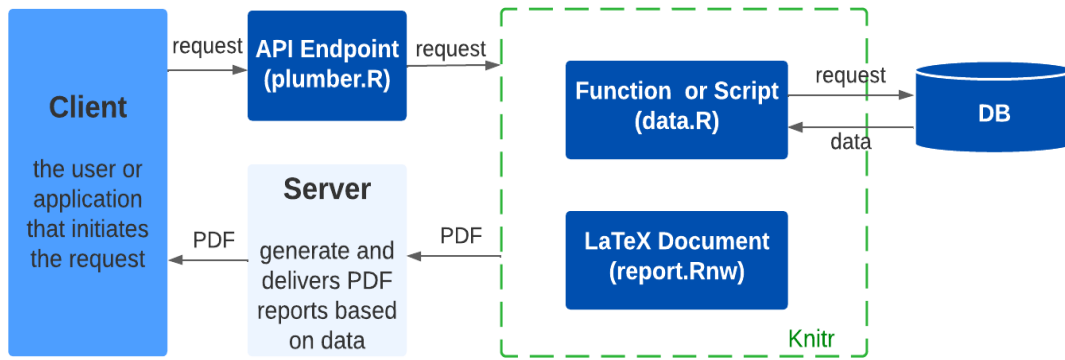 Client
the user or
application
that initiates
the request
request
API Endpoint
(plumber.R)
request
Function  or Script
(data.R)
request
data
DB
LaTeX Document
(report.Rnw)
Knitr
PDF
Server
generate and
delivers PDF
reports based
on data
PDF